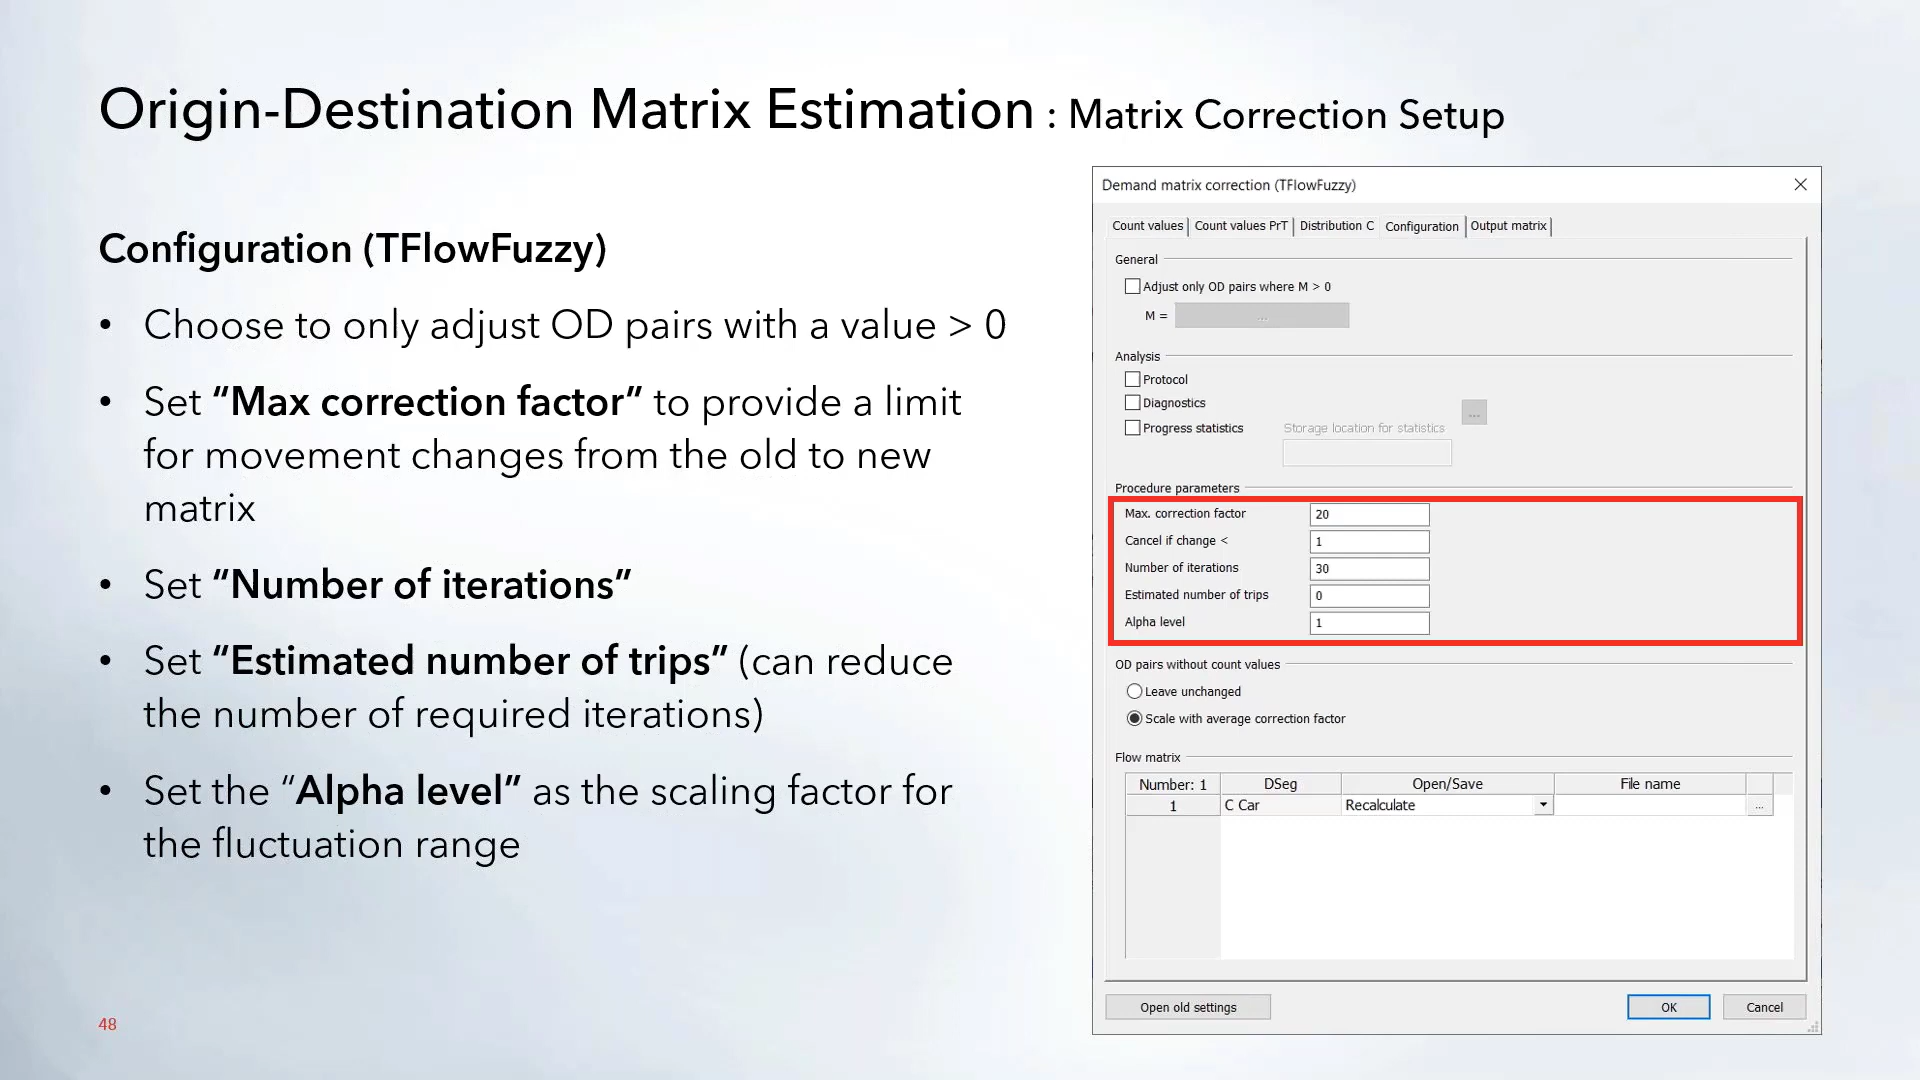 Origin-Destination Matrix Estimation : Matrix Correction Setup
Configuration (TFlowFuzzy)
• Choose to only adjust OD pairs with a value > 0
• Set “Max correction factor” to provide a limit
for movement changes from the old to new
matrix
• Set “Number of iterations”
• Set “Estimated number of trips” (can reduce
the number of required iterations)
• Set the “Alpha level” as the scaling factor for
the fluctuation range
48
Demand matrix correction (TFlowFuzzy)
Count values Count values PrT Distribution C Configuration Output matrix
General
Adjust only OD pairs where M > 0
M = ...
Analysis
Protocol
Diagnostics
...
Progress statistics Storage location for statistics
Procedure parameters
Max. correction factor 20
Cancel if change < 1
Number of iterations 30
Estimated number of trips 0
Alpha level 1
OD pairs without count values
Leave unchanged
Scale with average correction factor
Flow matrix
Number: 1 DSeg Open/Save File name
1 C Car Recalculate ...
Open old settings OK Cancel